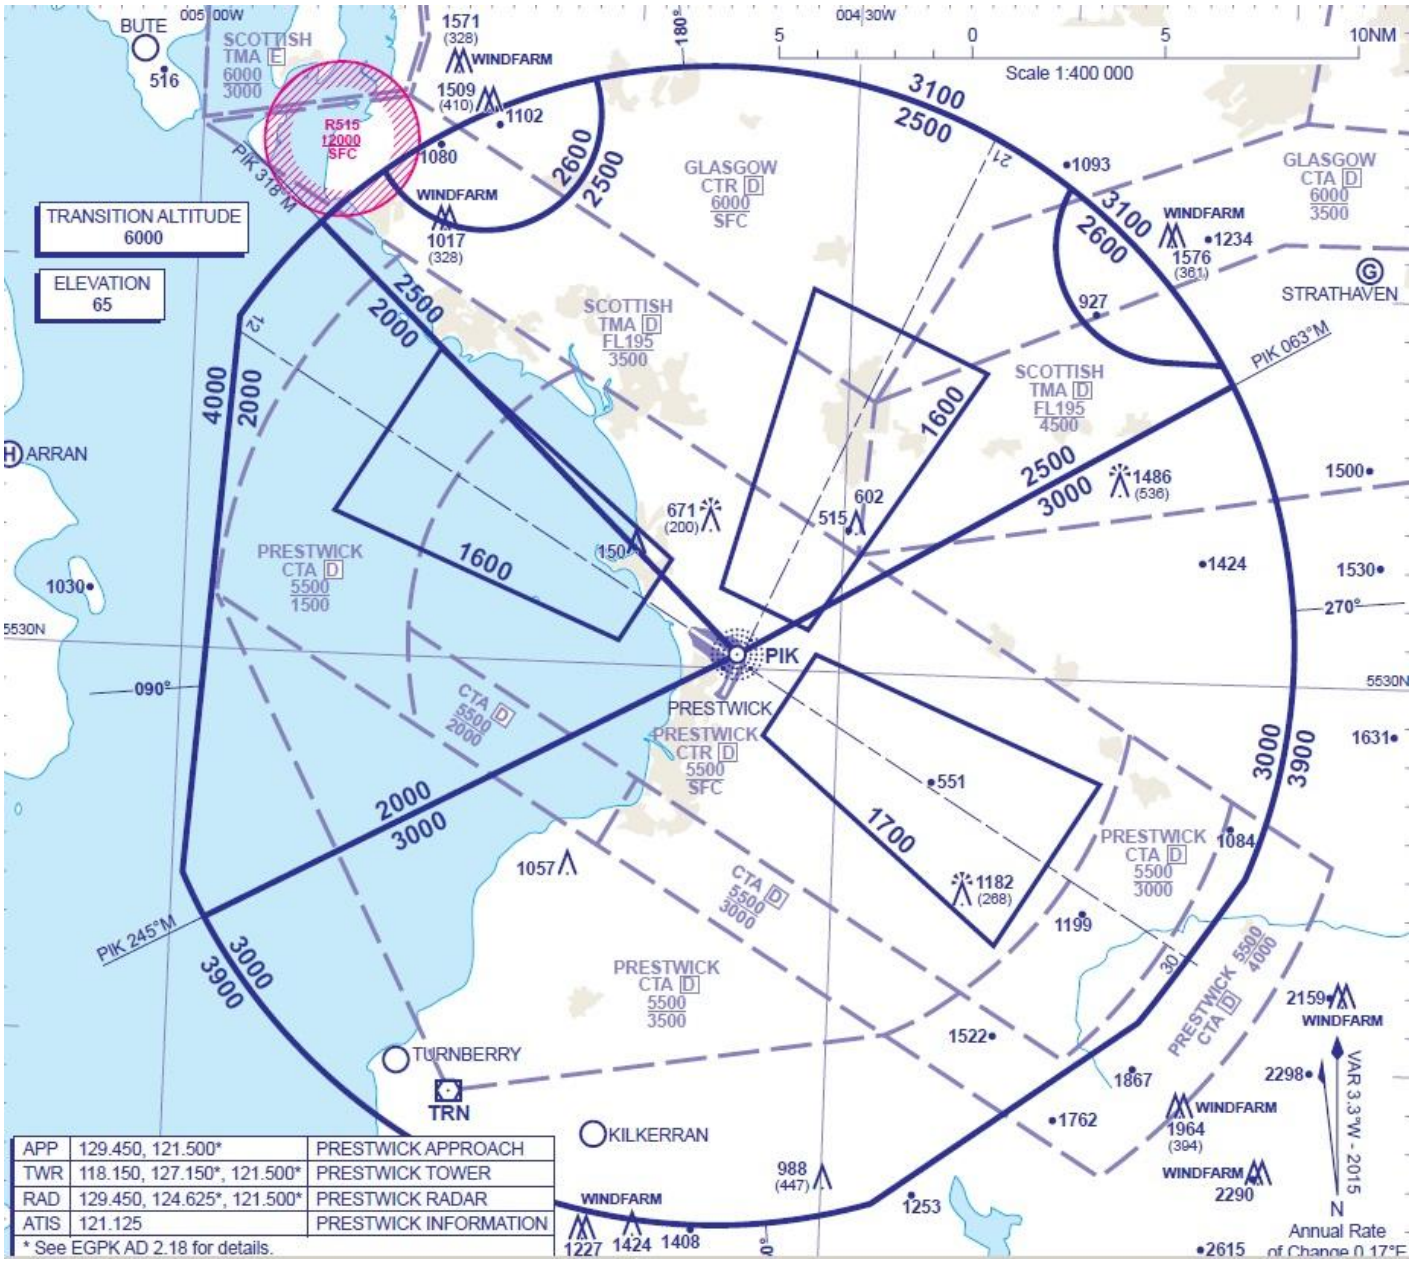 005°00'W
180°
004°30'W
BUTE
516
SCOTTISH
TMA E
6000
3000
1571
(328)
WINDFARM
1509
(410)
1102
1080
5 0 5 10NM
Scale 1:400 000
R515
†2000
SFC
PIK 318°M
3100
2500
2600
2500
21
1093
GLASGOW
CTR D
6000
SFC
GLASGOW
CTA D
6000
3500
TRANSITION ALTITUDE
6000
ELEVATION
65
WINDFARM
1017
(328)
3100
2600
WINDFARM
1576
(361)
1234
G
STRATHAVEN
927
2500
2000
SCOTTISH
TMA D
FL195
3500
12
4000
2000
PIK 063°M
SCOTTISH
TMA D
FL195
4500
1600
H ARRAN
2500
3000
1486
(536)
1500
671
(200)
602
515
150
1600
PRESTWICK
CTA D
5500
1500
1424
1530
1030
270°
5530N
090°
PIK
5530N
PRESTWICK
CTA D
5500
2000
PRESTWICK
CTR D
5500
SFC
3000
3900
1631
551
2000
3000
1700
1084
PRESTWICK
CTA D
5500
3000
1057
CTA D
5500
3000
1182
(268)
1199
PIK 245°M
3000
3900
PRESTWICK
CTA D
5500
3500
30
PRESTWICK 5500
CTA D 4000
2159
WINDFARM
1522
TURNBERRY
TRN
1867
2298
VAR 3.3°W - 2015
1762
WINDFARM
1964
(394)
KILKERRAN
988
(447)
WINDFARM
2290
N
APP 129.450, 121.500* PRESTWICK APPROACH
TWR 118.150, 127.150*, 121.500* PRESTWICK TOWER
RAD 129.450, 124.625*, 121.500* PRESTWICK RADAR
ATIS 121.125 PRESTWICK INFORMATION
* See EGPK AD 2.18 for details.
WINDFARM
1227
1424
1408
1253
2615
Annual Rate
of Change 0.17°E